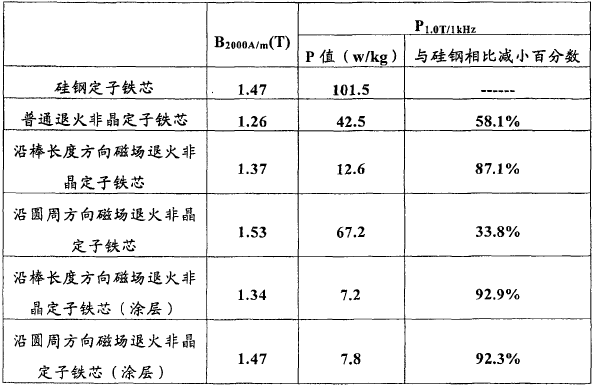 B2000A/m(T)
P1.0T/1kHz
P 值（w/kg）
与硅钢相比减小百分数
硅钢定子铁芯
1.47
101.5
------
普通退火非晶定子铁芯
1.26
42.5
58.1%
沿棒长度方向磁场退火非
晶定子铁芯
1.37
12.6
87.1%
沿圆周方向磁场退火非晶
定子铁芯
1.53
67.2
33.8%
沿棒长度方向磁场退火非
晶定子铁芯（涂层）
1.34
7.2
92.9%
沿圆周方向磁场退火非晶
定子铁芯（涂层）
1.47
7.8
92.3%